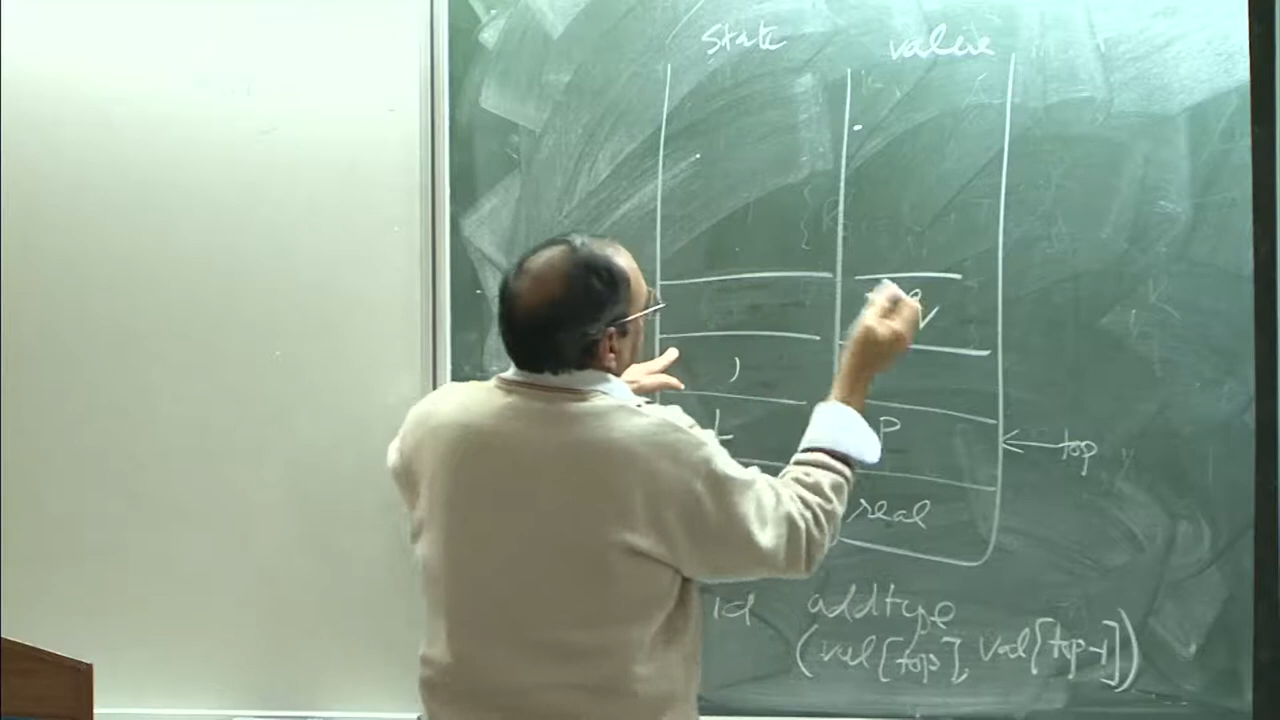 state value
q
,
L P ← top
real
id addtype
(val[top], val[top-1])